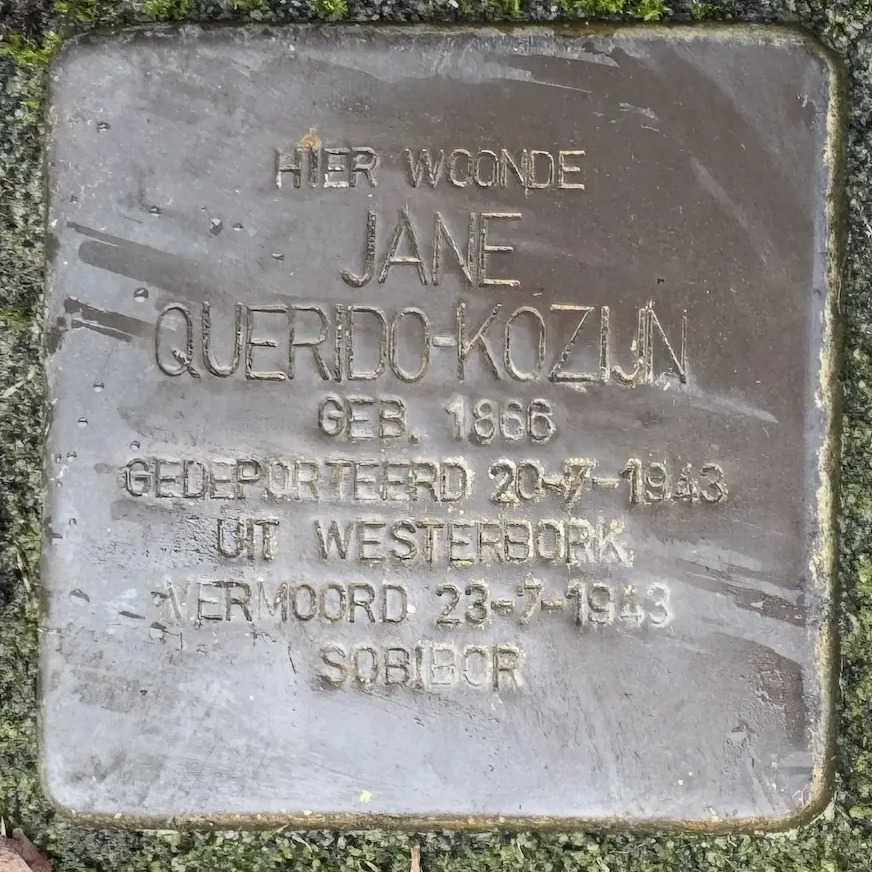 HIER WOONDE
JANE
QUERIDO-KOZIJN
GEB. 1866
GEDEPORTEERD 20-7-1943
UIT WESTERBORK
VERMOORD 23-7-1943
SOBIBOR